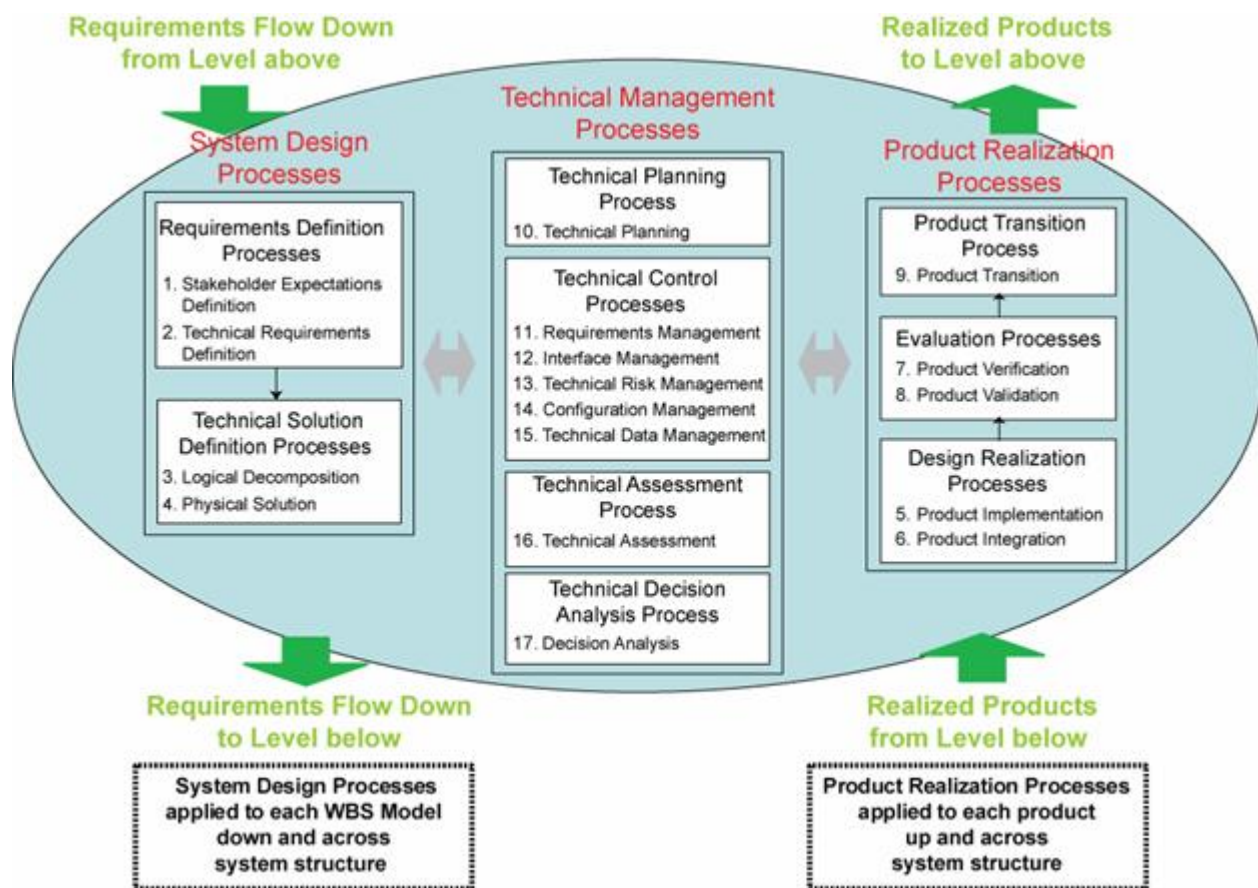 Requirements Flow Down
from Level above
Realized Products
to Level above
System Design
Processes
Requirements Definition
Processes
1. Stakeholder Expectations
Definition
2. Technical Requirements
Definition
Technical Solution
Definition Processes
3. Logical Decomposition
4. Physical Solution
Technical Management
Processes
Technical Planning
Process
10. Technical Planning
Technical Control
Processes
11. Requirements Management
12. Interface Management
13. Technical Risk Management
14. Configuration Management
15. Technical Data Management
Technical Assessment
Process
16. Technical Assessment
Technical Decision
Analysis Process
17. Decision Analysis
Product Realization
Processes
Product Transition
Process
9. Product Transition
Evaluation Processes
7. Product Verification
8. Product Validation
Design Realization
Processes
5. Product Implementation
6. Product Integration
Requirements Flow Down
to Level below
Realized Products
from Level below
System Design Processes
applied to each WBS Model
down and across
system structure
Product Realization Processes
applied to each product
up and across
system structure